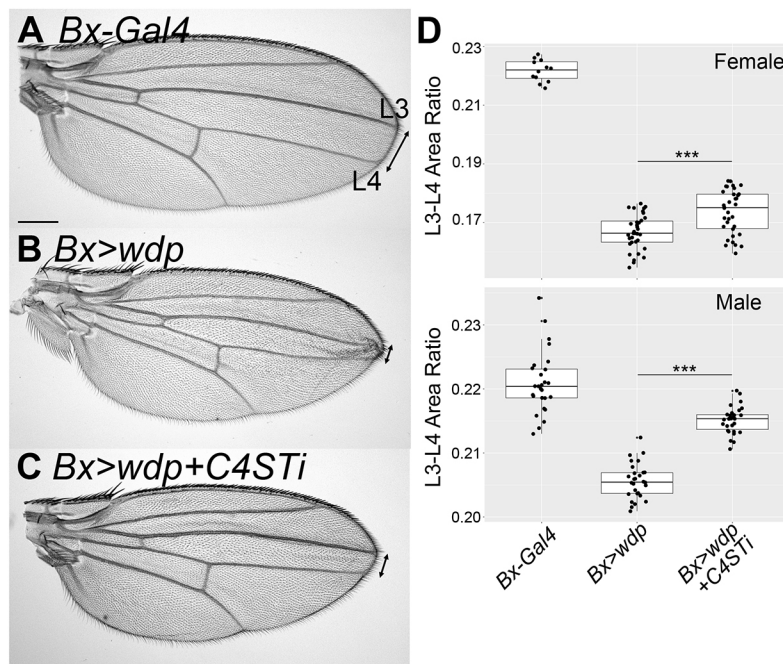 A Bx-Gal4
L3
L4
B Bx>wdp
C Bx>wdp+C4STi
D
Female
L3-L4 Area Ratio
0.23
0.21
0.19
0.17
***
Male
L3-L4 Area Ratio
0.23
0.22
0.21
0.20
***
Bx-Gal4
Bx>wdp
Bx>wdp
+C4STi